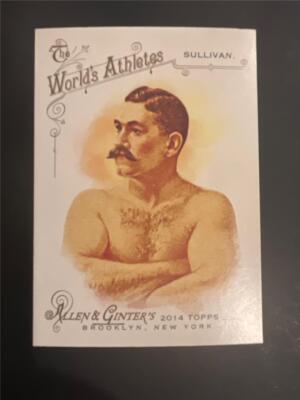 The
World's Athletes
SULLIVAN.
ALLEN & GINTER'S 2014 TOPPS
BROOKLYN, NEW YORK